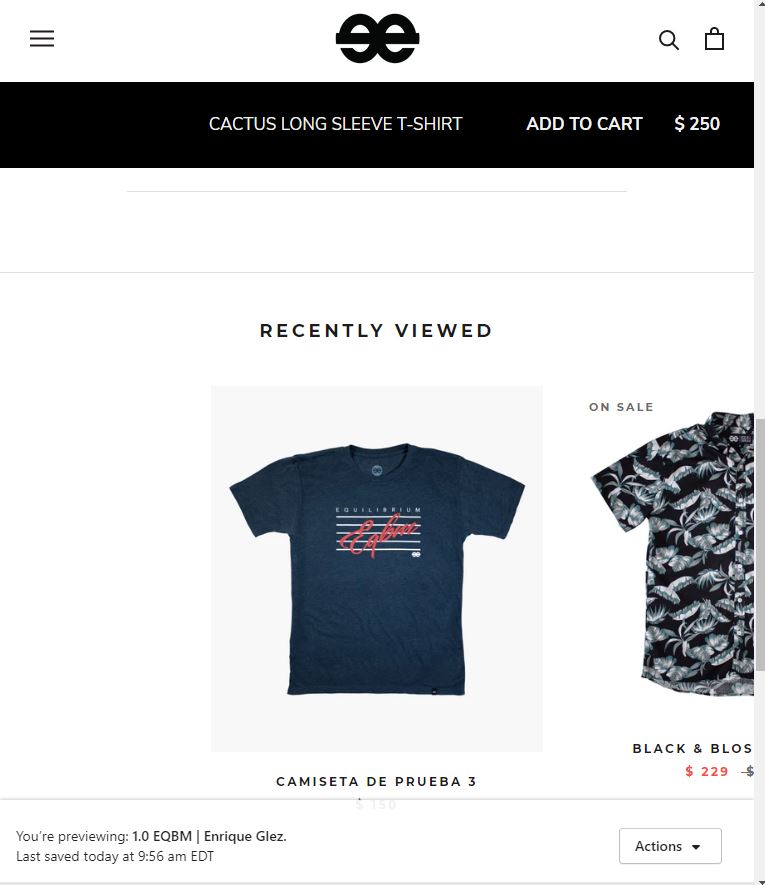 CACTUS LONG SLEEVE T-SHIRT ADD TO CART $ 250
RECENTLY VIEWED
ON SALE
EQUILIBRIUM
Eqbm
CAMISETA DE PRUEBA 3
$ 150
BLACK & BLOS
$ 229 $
You're previewing: 1.0 EQBM | Enrique Glez.
Last saved today at 9:56 am EDT
Actions